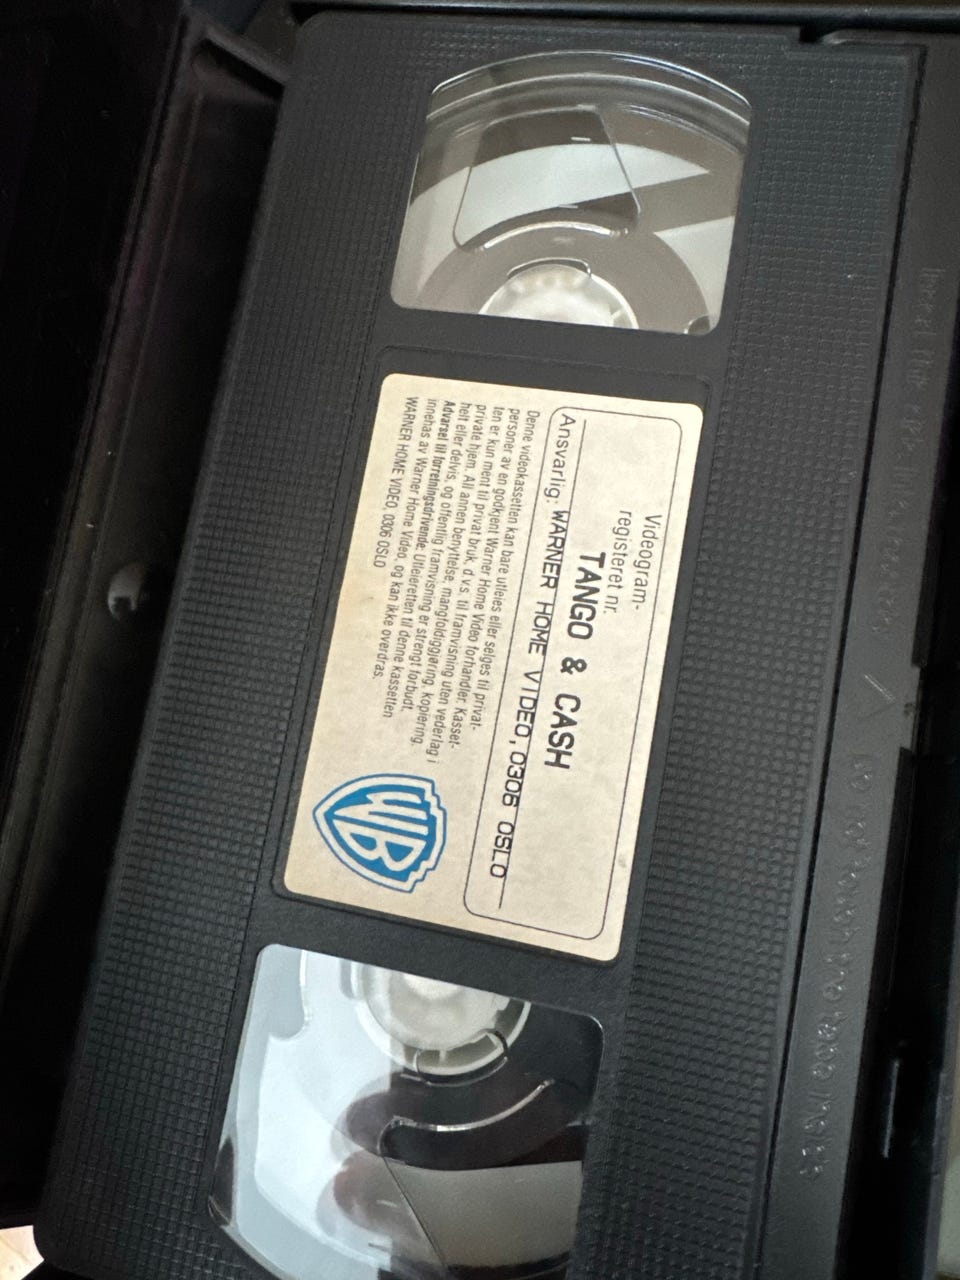 Videogram-
registeret nr.
TANGO & CASH
Ansvarlig: WARNER HOME VIDEO, 0306 OSLO
Denne videokassetten kan bare utleies eller selges til privat-
personer av en godkjent Warner Home Video forhandler. Kasset-
ten er kun ment til privat bruk, d.v.s. til framvisning uten vederlag i
private hjem. All annen benyttelse, mangfoldiggjøring, kopiering,
helt eller delvis, og offentlig framvisning er strengt forbudt.
Advarsel til forretningsdrivende: Utleieretten til denne kassetten
innehas av Warner Home Video, og kan ikke overdras.
WARNER HOME VIDEO, 0306 OSLO
WB